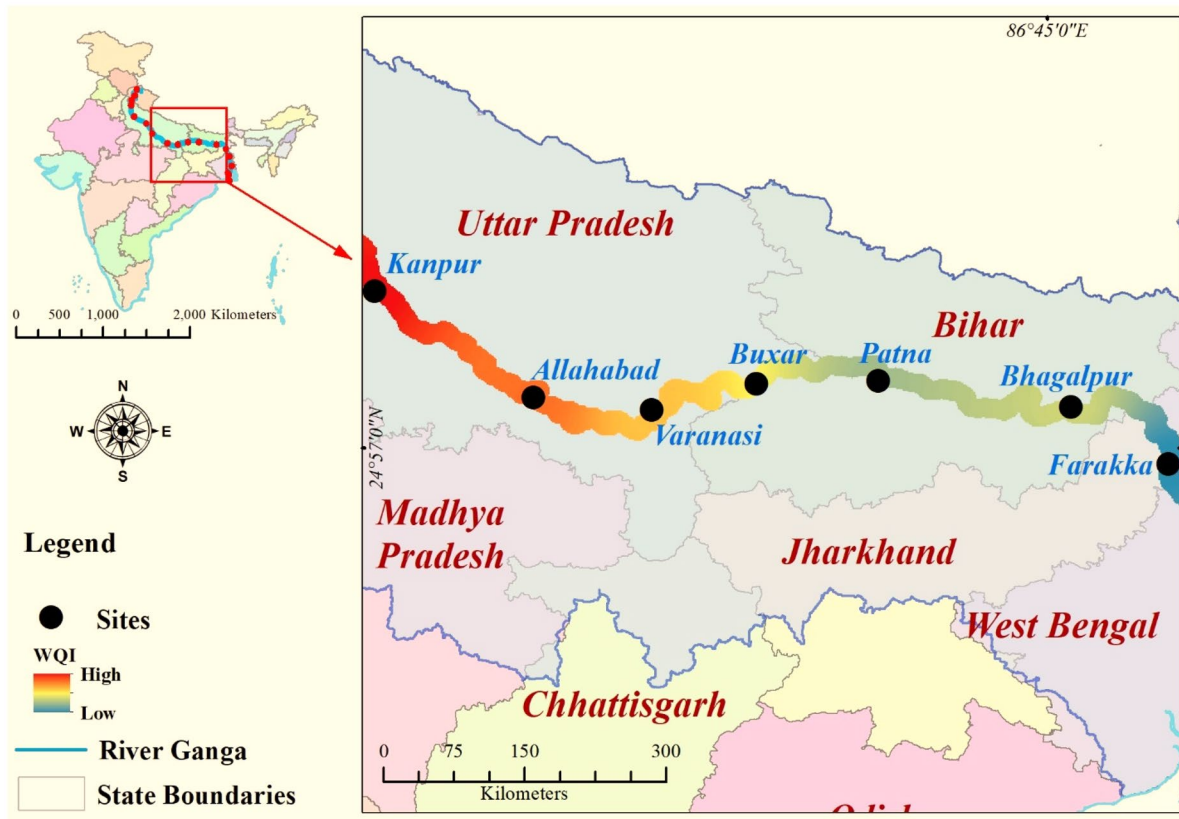 86°45'0"E
Uttar Pradesh
Kanpur
0 500 1,000 2,000 Kilometers
Bihar
Allahabad
Buxar
Patna
Bhagalpur
N
W E
S
Varanasi
24°57'0"N
Farakka
Madhya
Pradesh
Jharkhand
Legend
Sites
WQI
High
Low
West Bengal
Chhattisgarh
River Ganga
0 75 150 300
Kilometers
State Boundaries